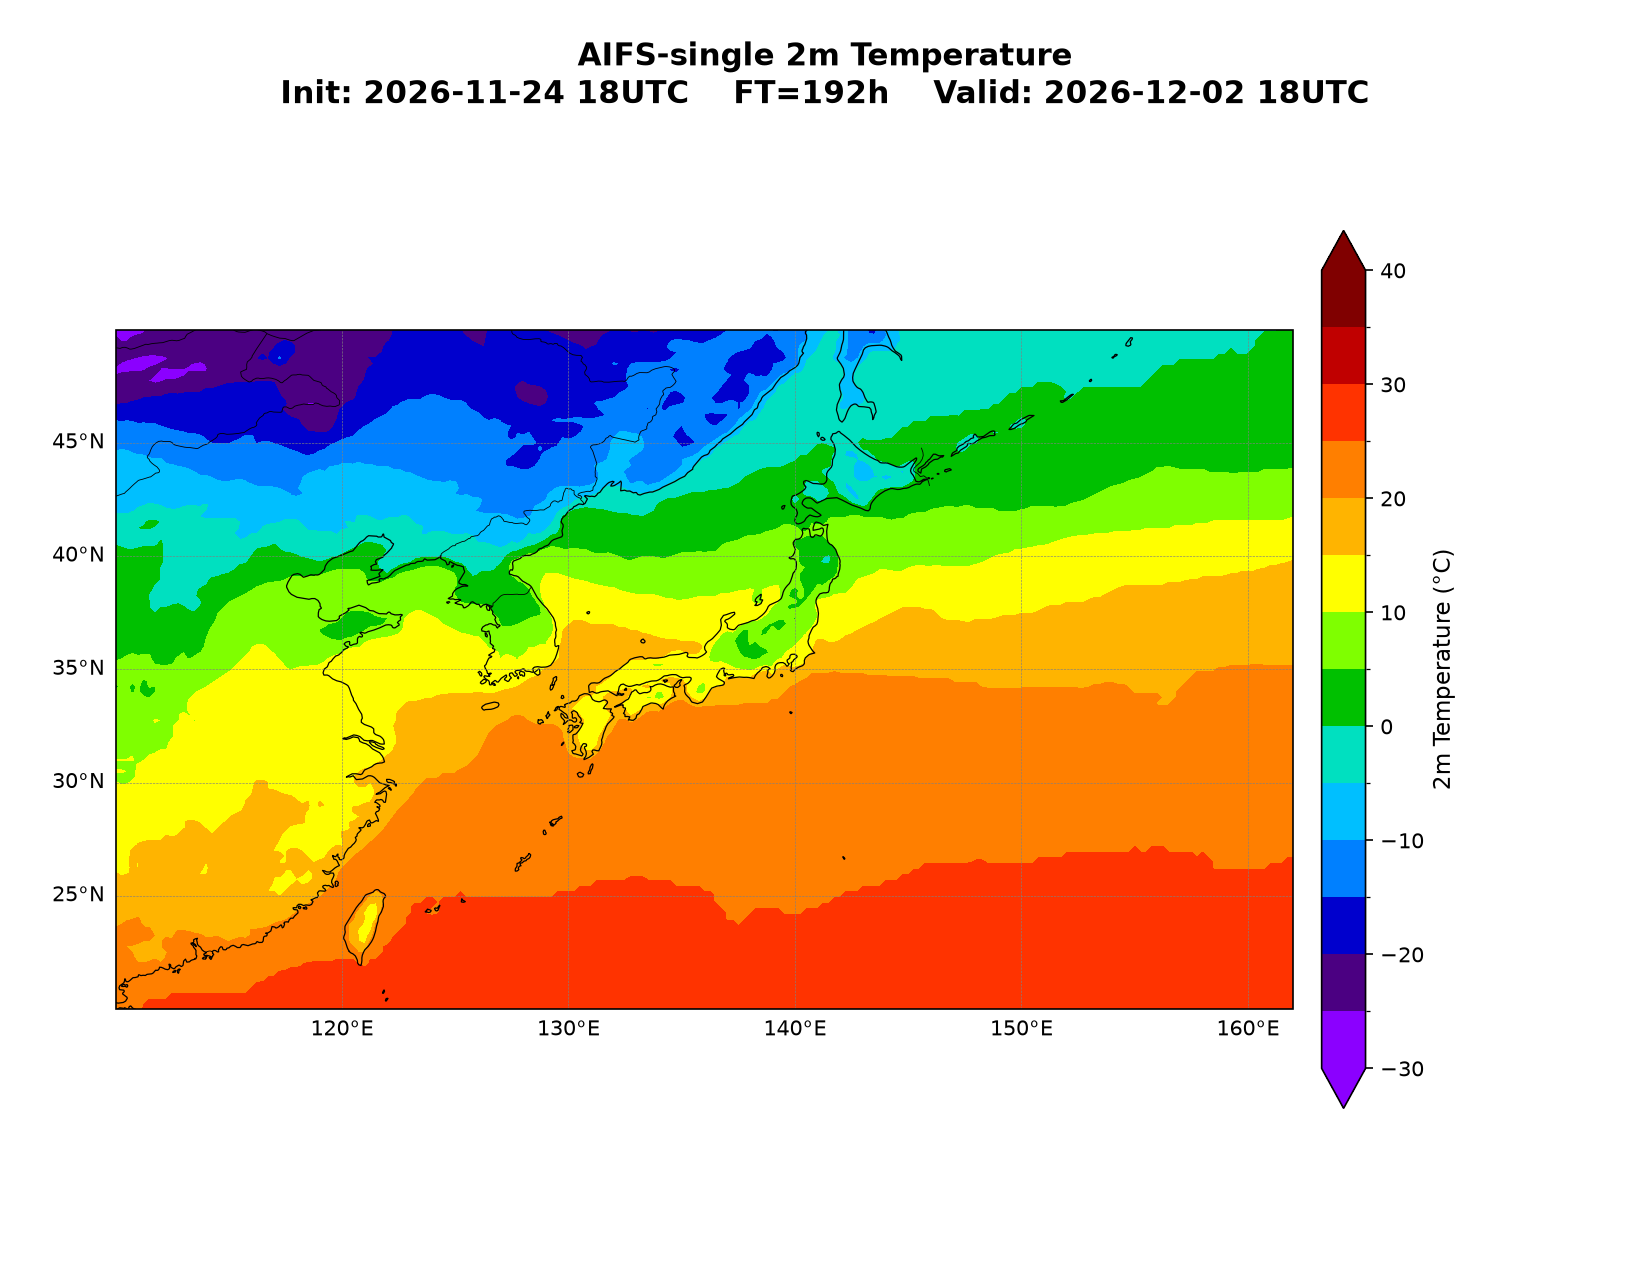 AIFS-single 2m Temperature
Init: 2026-11-24 18UTC    FT=192h    Valid: 2026-12-02 18UTC
45°N
40°N
35°N
30°N
25°N
120°E
130°E
140°E
150°E
160°E
40
30
20
10
0
−10
−20
−30
2m Temperature (°C)